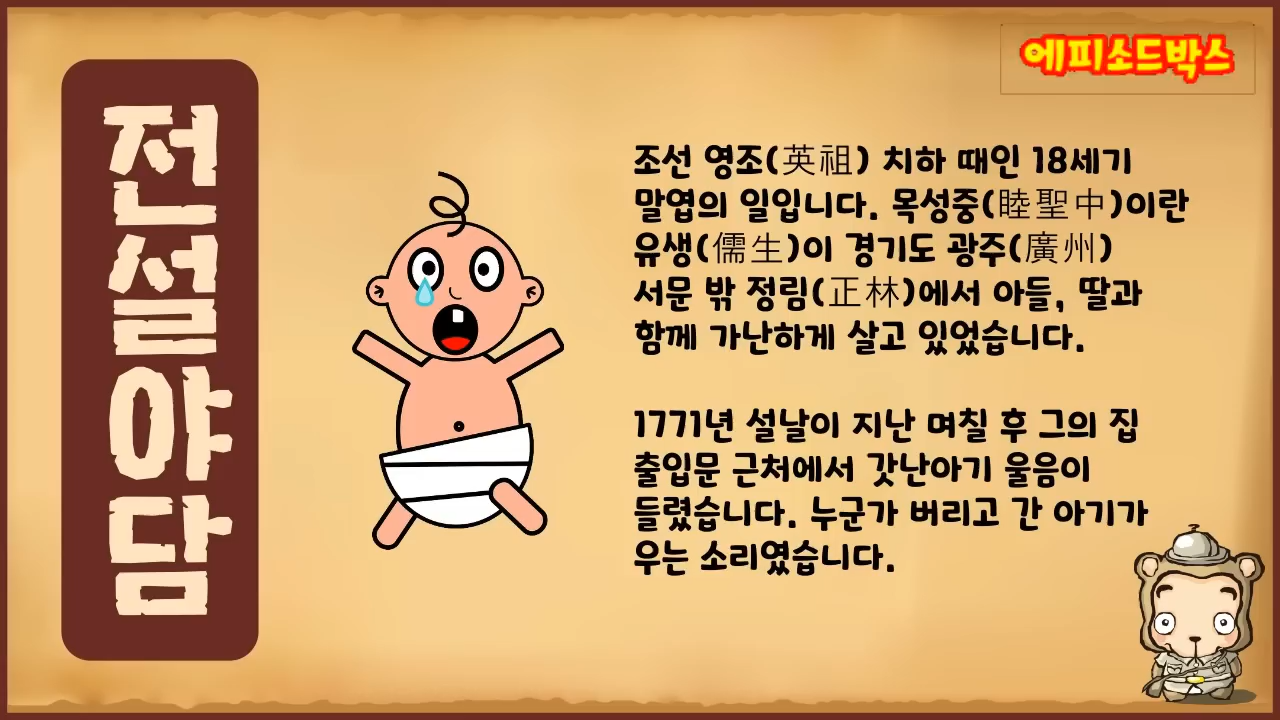 전설야담
에피소드박스
조선 영조(英祖) 치하 때인 18세기
말엽의 일입니다. 목성중(睦聖中)이란
유생(儒生)이 경기도 광주(廣州)
서문 밖 정림(正林)에서 아들, 딸과
함께 가난하게 살고 있었습니다.
1771년 설날이 지난 며칠 후 그의 집
출입문 근처에서 갓난아기 울음이
들렸습니다. 누군가 버리고 간 아기가
우는 소리였습니다.